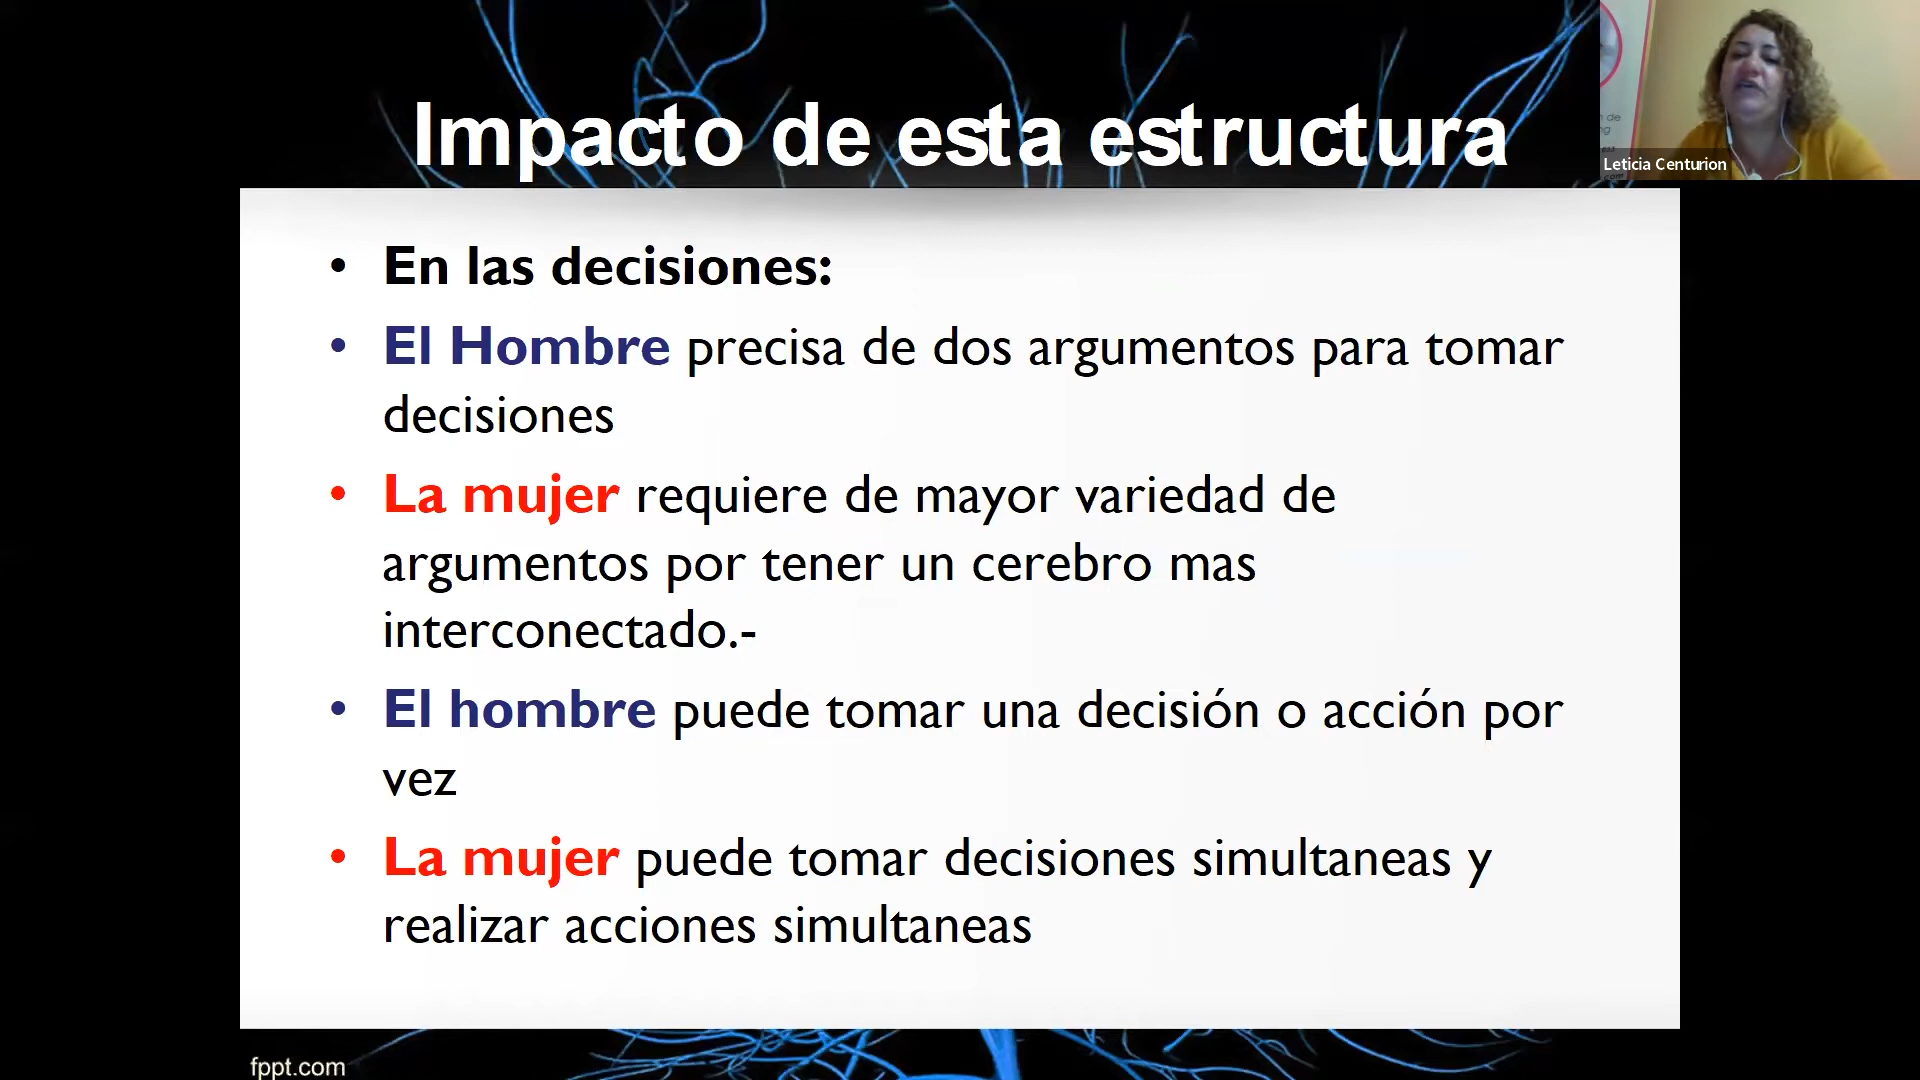 Impacto de esta estructura
Leticia Centurion
• En las decisiones:
• El Hombre precisa de dos argumentos para tomar
decisiones
• La mujer requiere de mayor variedad de
argumentos por tener un cerebro mas
interconectado.-
• El hombre puede tomar una decisión o acción por
vez
• La mujer puede tomar decisiones simultaneas y
realizar acciones simultaneas
fppt.com